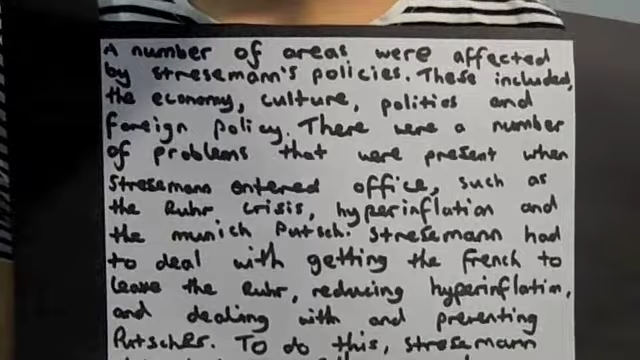 A number of areas were affected
by Stresemann's policies. These included,
the economy, culture, politics and
foreign policy. There were a number
of problems that were present when
Stresemann entered office, such as
the Ruhr crisis, hyperinflation and
the munich Putsch. Stresemann had
to deal with getting the French to
leave the Ruhr, reducing hyperinflation,
and dealing with and preventing
Putsches. To do this, stresemann